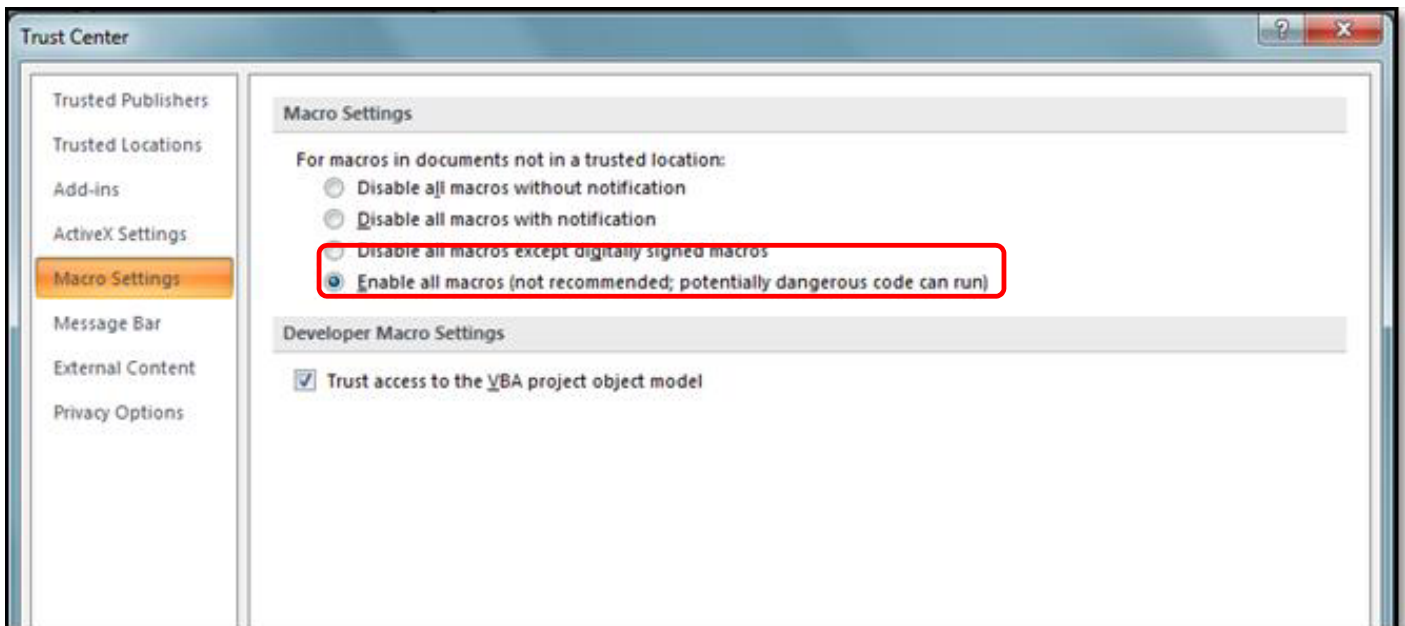 Trust Center
Trusted Publishers
Trusted Locations
Add-ins
ActiveX Settings
Macro Settings
Message Bar
External Content
Privacy Options
Macro Settings
For macros in documents not in a trusted location:
Disable all macros without notification
Disable all macros with notification
Disable all macros except digitally signed macros
Enable all macros (not recommended; potentially dangerous code can run)
Developer Macro Settings
Trust access to the VBA project object model